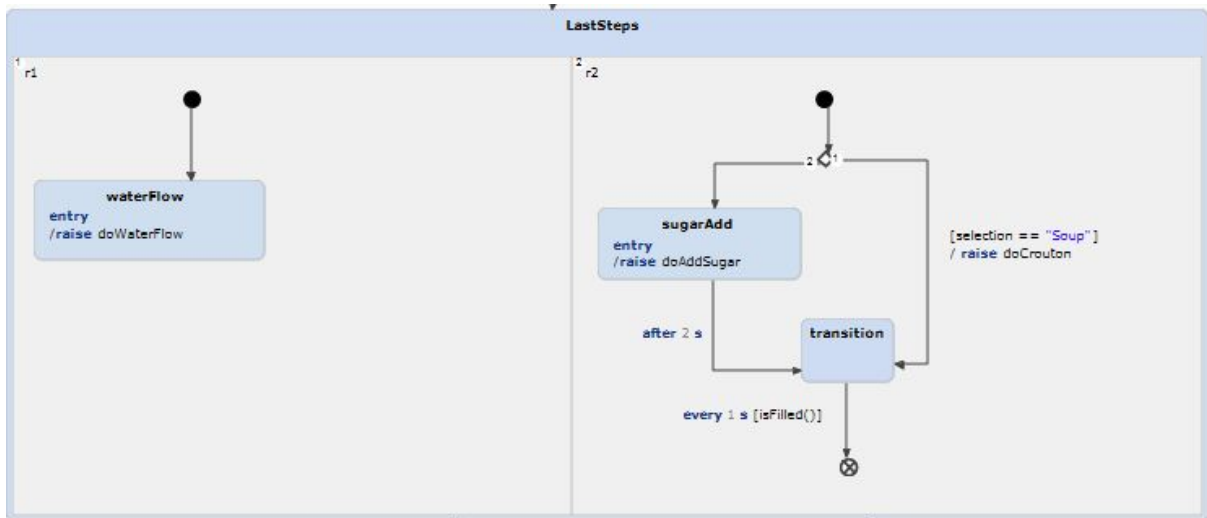 LastSteps
1
r1
waterFlow
entry
/raise doWaterFlow
2
r2
2 1
sugarAdd
entry
/raise doAddSugar
[selection == "Soup"]
/ raise doCrouton
after 2 s
transition
every 1 s [isFilled()]